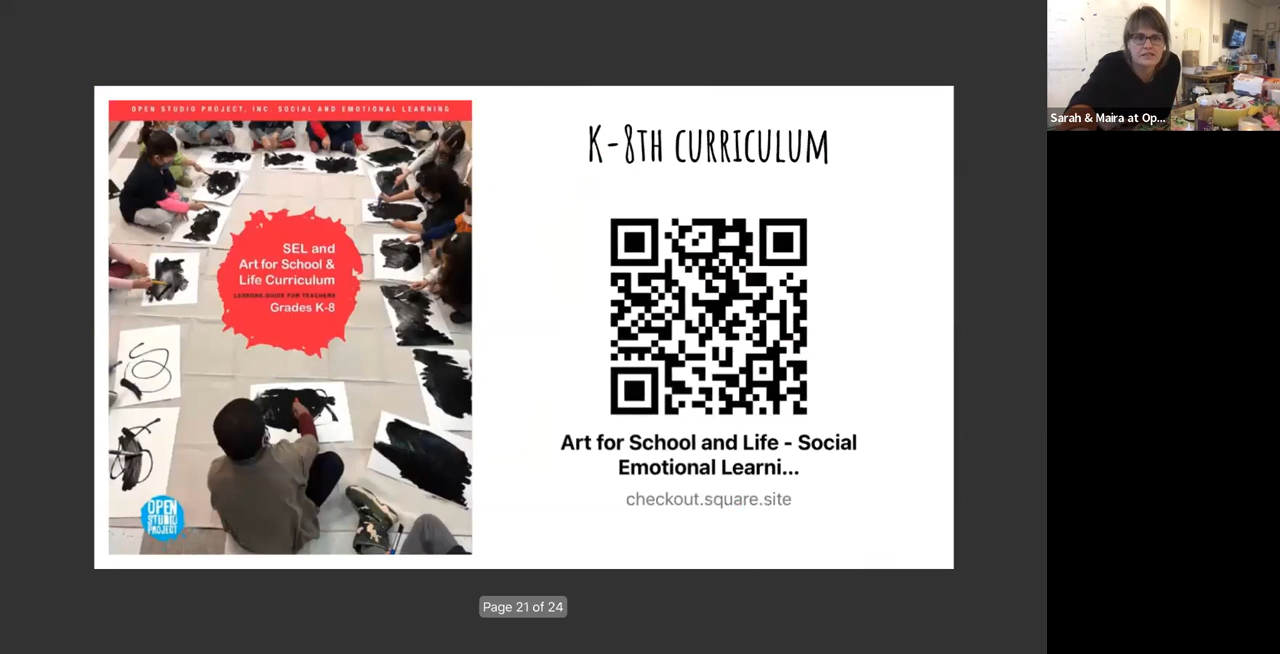 OPEN STUDIO PROJECT, INC. SOCIAL AND EMOTIONAL LEARNING
SEL and
Art for School &
Life Curriculum
LESSONS GUIDE FOR TEACHERS
Grades K-8
OPEN
STUDIO
PROJECT
K-8TH CURRICULUM
Art for School and Life - Social
Emotional Learni...
checkout.square.site
Page 21 of 24
Sarah & Maira at Op...